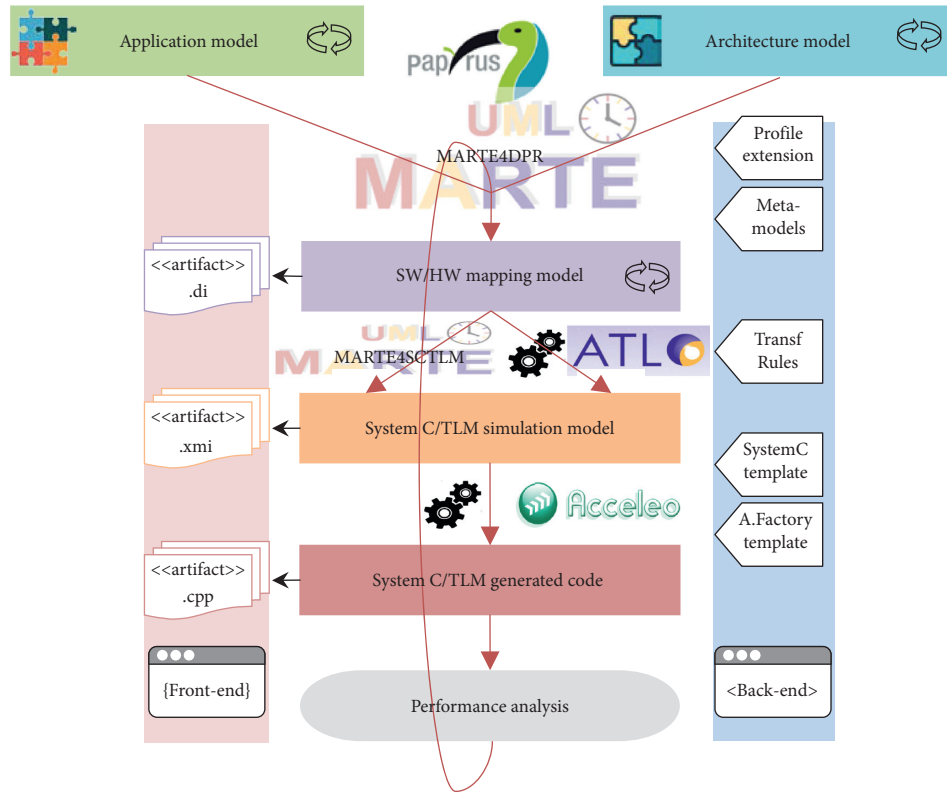 Application model
papyrus
Architecture model
UML
MARTE4DPR
MARTE
Profile
extension
Meta-
models
<<artifact>>
.di
SW/HW mapping model
UML
MARTE4SCTLM
MARTE
ATL
Transf
Rules
<<artifact>>
.xmi
System C/TLM simulation model
SystemC
template
Acceleo
A.Factory
template
<<artifact>>
.cpp
System C/TLM generated code
{Front-end}
Performance analysis
<Back-end>